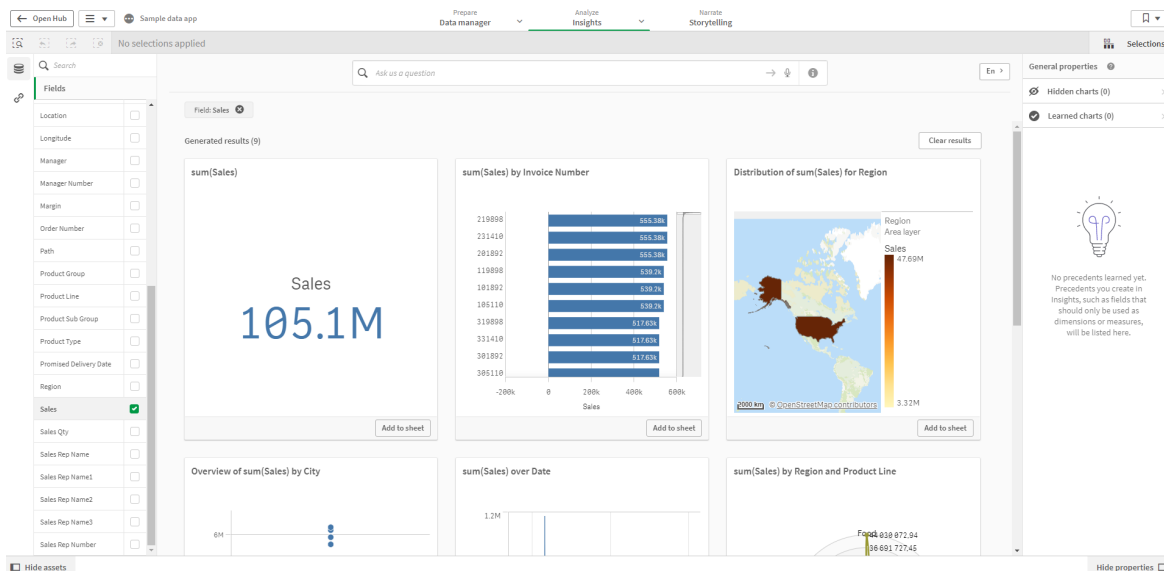 Open Hub
Sample data app
Prepare
Data manager
Analyze
Insights
Narrate
Storytelling
No selections applied
Selections
Search
Fields
Location
Longitude
Manager
Manager Number
Margin
Order Number
Path
Product Group
Product Line
Product Sub Group
Product Type
Promised Delivery Date
Region
Sales
Sales Qty
Sales Rep Name
Sales Rep Name1
Sales Rep Name2
Sales Rep Name3
Sales Rep Number
Ask us a question
En
Field: Sales
Generated results (9)
Clear results
sum(Sales)
Sales
105.1M
Add to sheet
sum(Sales) by Invoice Number
219898
555.38k
231410
555.38k
201892
555.38k
119898
539.2k
101892
539.2k
105110
539.2k
319898
517.63k
331410
517.63k
301892
517.63k
305110
-200k 0 200k 400k 600k
Sales
Add to sheet
Distribution of sum(Sales) for Region
Region
Area layer
Sales
47.69M
3.32M
2000 km
© OpenStreetMap contributors
Add to sheet
Overview of sum(Sales) by City
6M
sum(Sales) over Date
1.2M
sum(Sales) by Region and Product Line
36 691 727.45
General properties
Hidden charts (0)
Learned charts (0)
No precedents learned yet.
Precedents you create in
Insights, such as fields that
should only be used as
dimensions or measures,
will be listed here.
Hide assets
Hide properties